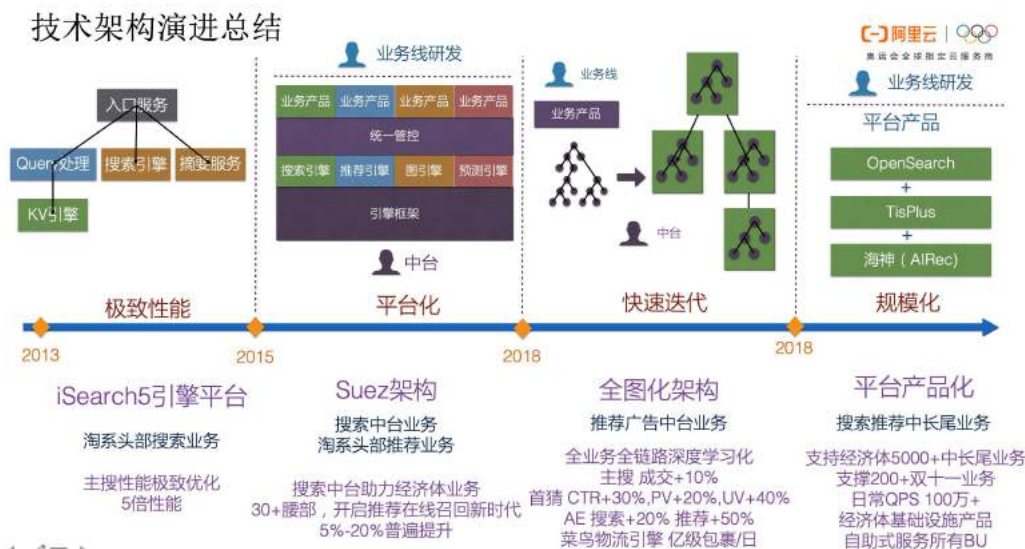 技术架构演进总结
阿里云
奥运会全球指定云服务商
入口服务
Query处理
搜索引擎
摘要服务
KV引擎
业务线研发
业务产品 业务产品 业务产品 业务产品
统一管控
搜索引擎 推荐引擎 图引擎 预测引擎
引擎框架
中台
业务线
业务产品
中台
业务线研发
平台产品
OpenSearch
+
TisPlus
+
海神(AIRec)
极致性能
平台化
快速迭代
规模化
2013
2015
2018
2018
iSearch5引擎平台
淘系头部搜索业务
主搜性能极致优化
5倍性能
Suez架构
搜索中台业务
淘系头部推荐业务
搜索中台助力经济体业务
30+腰部，开启推荐在线召回新时代
5%-20%普遍提升
全图化架构
推荐广告中台业务
全业务全链路深度学习化
主搜 成交+10%
首猜 CTR+30%,PV+20%,UV+40%
AE 搜索+20% 推荐+50%
菜鸟物流引擎 亿级包裹/日
平台产品化
搜索推荐中长尾业务
支持经济体5000+中长尾业务
支撑200+双十一业务
日常QPS 100万+
经济体基础设施产品
自助式服务所有BU